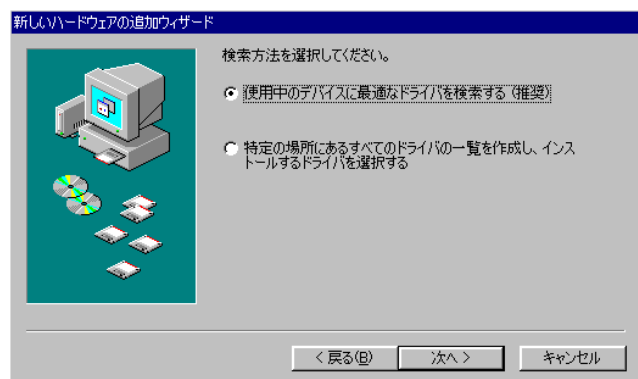 新しいハードウェアの追加ウィザード
検索方法を選択してください。
使用中のデバイスに最適なドライバを検索する (推奨)
特定の場所にあるすべてのドライバの一覧を作成し、インス
トールするドライバを選択する
< 戻る(B)
次へ >
キャンセル